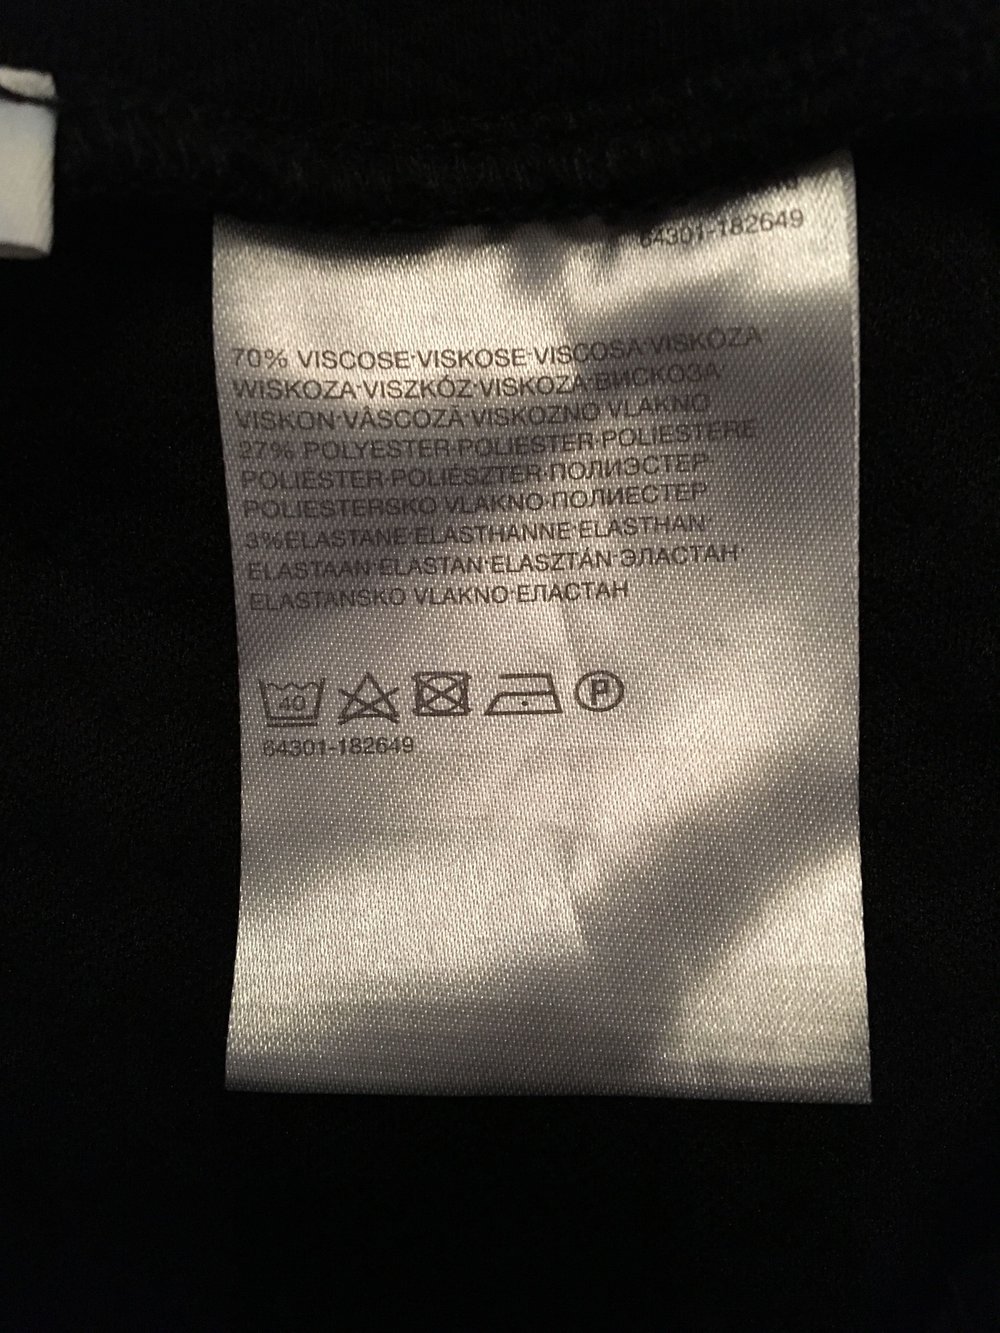 64301-182649
70% VISCOSE·VISKOSE·VISCOSA·VISKÓZA
WISKOZA·VISZKÓZ·VISKOZA·ВИСКОЗА
VISKON·VÂSCOZĂ·VISKOZNO VLAKNO
27% POLYESTER·POLIESTER·POLIESTERE
POLIÉSTER·POLIÉSZTER·ПОЛИЭСТЕР·
POLIESTERSKO VLAKNO·ПОЛИЕСТЕР
3%ELASTANE·ELASTHANNE·ELASTHAN
ELASTAAN·ELASTAN·ELASZTÁN·ЭЛАСТАН·
ELASTANSKO VLAKNO·ЕЛАСТАН
40 P
64301-182649